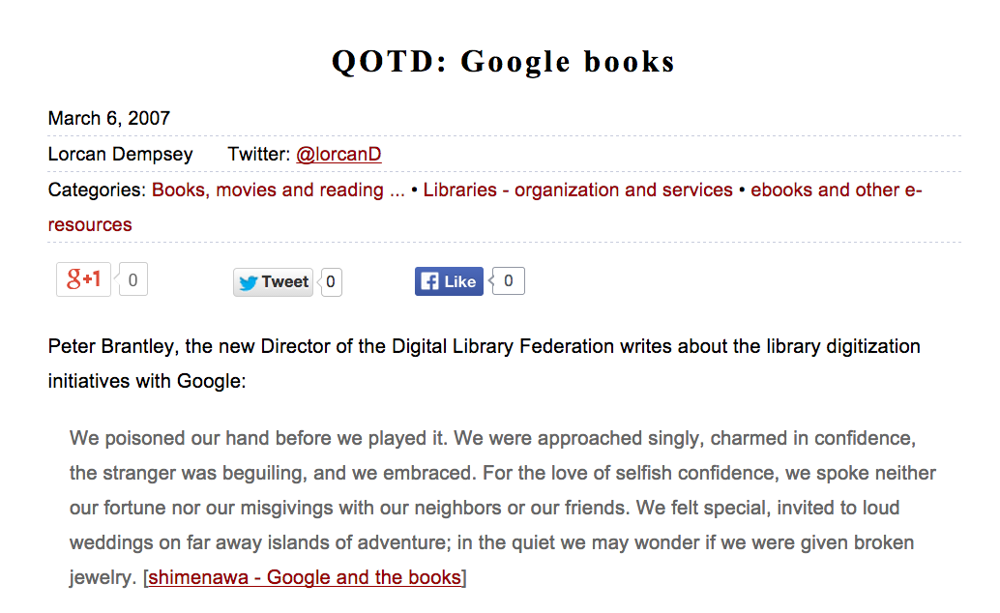 QOTD: Google books
March 6, 2007
Lorcan Dempsey Twitter: @lorcanD
Categories: Books, movies and reading ... • Libraries - organization and services • ebooks and other e-
resources
g+1 0 Tweet 0 Like 0
Peter Brantley, the new Director of the Digital Library Federation writes about the library digitization
initiatives with Google:
We poisoned our hand before we played it. We were approached singly, charmed in confidence,
the stranger was beguiling, and we embraced. For the love of selfish confidence, we spoke neither
our fortune nor our misgivings with our neighbors or our friends. We felt special, invited to loud
weddings on far away islands of adventure; in the quiet we may wonder if we were given broken
jewelry. [shimenawa - Google and the books]